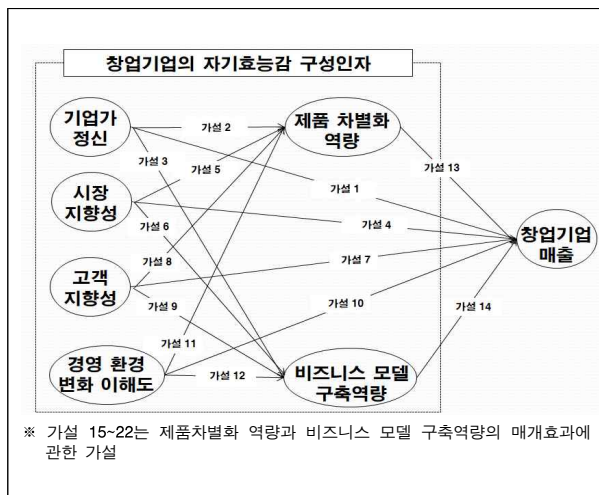 창업기업의 자기효능감 구성인자
기업가
정신
가설 2
제품 차별화
역량
가설 3
가설 5
가설 13
가설 1
시장
지향성
가설 6
가설 4
창업기업
매출
가설 8
가설 7
고객
지향성
가설 9
가설 10
가설 14
가설 11
경영 환경
변화 이해도
가설 12
비즈니스 모델
구축역량
※ 가설 15~22는 제품차별화 역량과 비즈니스 모델 구축역량의 매개효과에
관한 가설